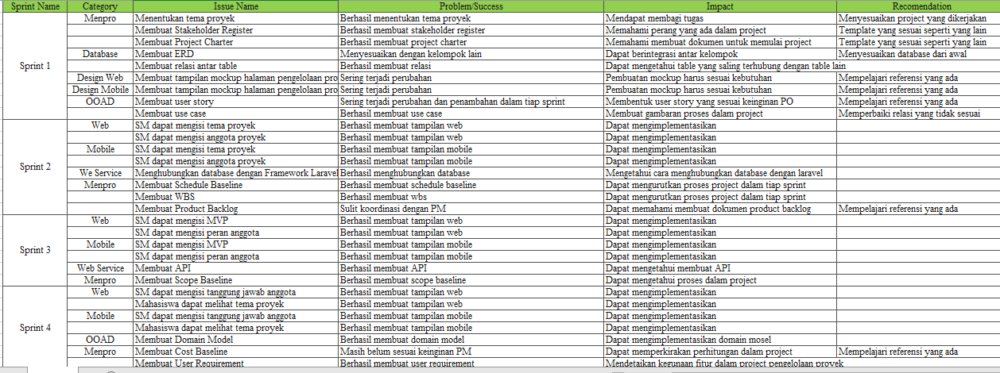 Sprint Name Category Issue Name Problem/Success Impact Recomendation
Menpro Menentukan tema proyek Berhasil menentukan tema proyek Mendapat membagi tugas Menyesuaikan project yang dikerjakan
Membuat Stakeholder Register Berhasil membuat stakeholder register Memahami perang yang ada dalam project Template yang sesuai seperti yang lain
Membuat Project Charter Berhasil membuat project charter Memahami membuat dokumen untuk memulai project Template yang sesuai seperti yang lain
Database Membuat ERD Menyesuaikan dengan kelompok lain Dapat berintegrasi antar kelompok Menyesuaikan database dari awal
Sprint 1 Membuat relasi antar table Berhasil membuat relasi Dapat mengetahui table yang saling terhubung dengan table lain
Design Web Membuat tampilan mockup halaman pengelolaan pro Sering terjadi perubahan Pembuatan mockup harus sesuai kebutuhan Mempelajari referensi yang ada
Design Mobile Membuat tampilan mockup halaman pengelolaan pro Sering terjadi perubahan Pembuatan mockup harus sesuai kebutuhan Mempelajari referensi yang ada
OOAD Membuat user story Sering terjadi perubahan dan penambahan dalam tiap sprint Membentuk user story yang sesuai keinginan PO Mempelajari referensi yang ada
Membuat use case Berhasil membuat use case Membuat gambaran proses dalam project Memperbaiki relasi yang tidak sesuai
Web SM dapat mengisi tema proyek Berhasil membuat tampilan web Dapat mengimplementasikan
SM dapat mengisi anggota proyek Berhasil membuat tampilan web Dapat mengimplementasikan
Mobile SM dapat mengisi tema proyek Berhasil membuat tampilan mobile Dapat mengimplementasikan
SM dapat mengisi anggota proyek Berhasil membuat tampilan mobile Dapat mengimplementasikan
Sprint 2 We Service Menghubungkan database dengan Framework Laravel Berhasil menghubungkan database Mengetahui cara menghubungkan database dengan laravel
Menpro Membuat Schedule Baseline Berhasil membuat schedule baseline Dapat mengurutkan proses project dalam tiap sprint
Membuat WBS Berhasil membuat wbs Dapat mengurutkan proses project dalam tiap sprint
Membuat Product Backlog Sulit koordinasi dengan PM Dapat memahami membuat dokumen product backlog Mempelajari referensi yang ada
Web SM dapat mengisi MVP Berhasil membuat tampilan web Dapat mengimplementasikan
SM dapat mengisi peran anggota Berhasil membuat tampilan web Dapat mengimplementasikan
Sprint 3 Mobile SM dapat mengisi MVP Berhasil membuat tampilan mobile Dapat mengimplementasikan
SM dapat mengisi peran anggota Berhasil membuat tampilan mobile Dapat mengimplementasikan
Web Service Membuat API Berhasil membuat API Dapat mengetahui membuat API
Menpro Membuat Scope Baseline Berhasil membuat scope baseline Dapat mengetahui proses dalam project
Web SM dapat mengisi tanggung jawab anggota Berhasil membuat tampilan web Dapat mengimplementasikan
Mahasiswa dapat melihat tema proyek Berhasil membuat tampilan web Dapat mengimplementasikan
Mobile SM dapat mengisi tanggung jawab anggota Berhasil membuat tampilan mobile Dapat mengimplementasikan
Sprint 4 Mahasiswa dapat melihat tema proyek Berhasil membuat tampilan mobile Dapat mengimplementasikan
OOAD Membuat Domain Model Berhasil membuat domain model Dapat mengimplementasikan domain mosel
Menpro Membuat Cost Baseline Masih belum sesuai keinginan PM Dapat memperkirakan perhitungan dalam project Mempelajari referensi yang ada
Membuat User Requirement Berhasil membuat user requirement Mendetaikan kegunaan fitur dalam project pengelolaan proyek